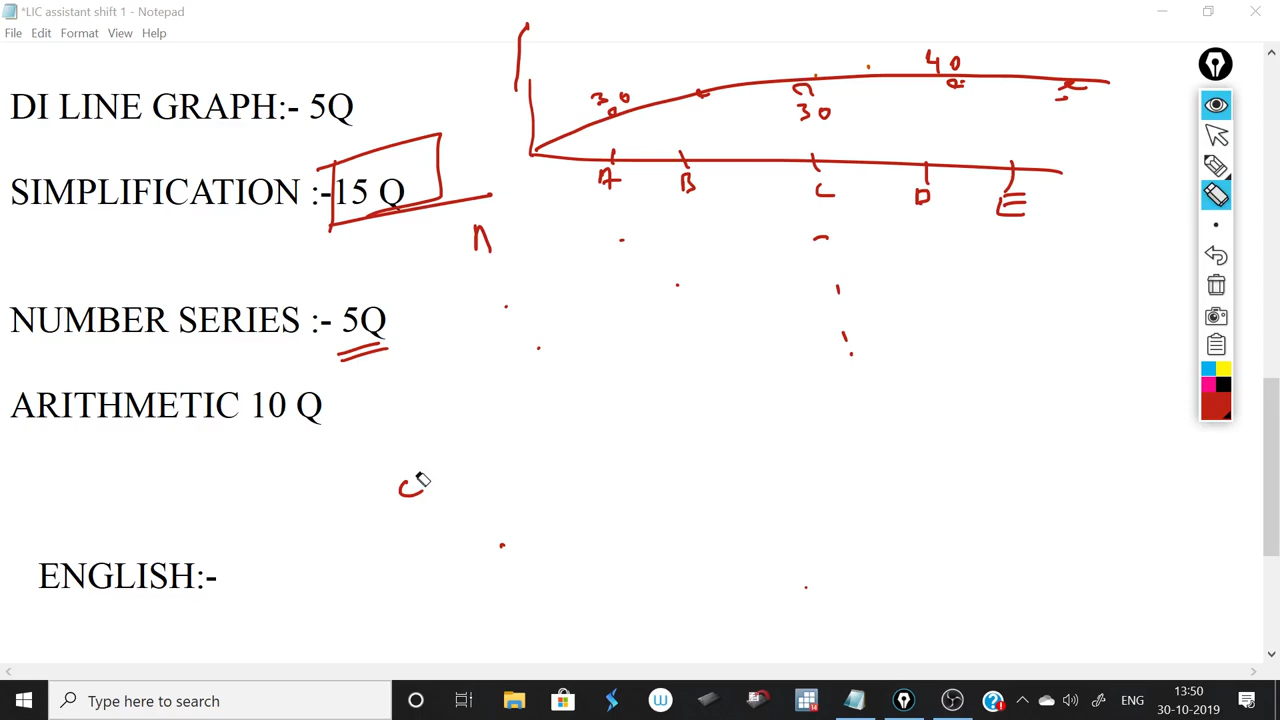 *LIC assistant shift 1 - Notepad
File Edit Format View Help
DI LINE GRAPH:- 5Q
30
30
40
A B C D E
SIMPLIFICATION :-15 Q
NUMBER SERIES :- 5Q
ARITHMETIC 10 Q
ENGLISH:-
Type here to search
ENG
13:50
30-10-2019